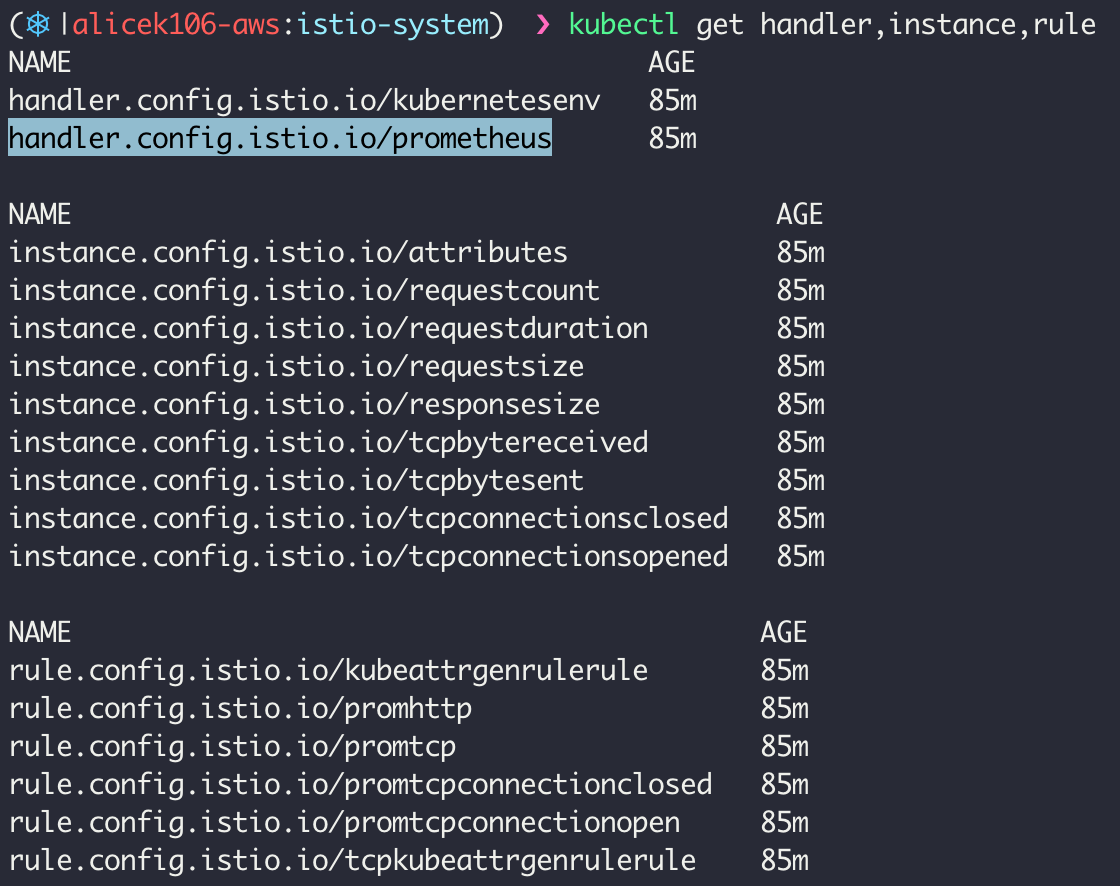 (⎈|alicek106-aws:istio-system) ❯ kubectl get handler,instance,rule
NAME AGE
handler.config.istio.io/kubernetesenv 85m
handler.config.istio.io/prometheus 85m
NAME AGE
instance.config.istio.io/attributes 85m
instance.config.istio.io/requestcount 85m
instance.config.istio.io/requestduration 85m
instance.config.istio.io/requestsize 85m
instance.config.istio.io/responsesize 85m
instance.config.istio.io/tcpbytereceived 85m
instance.config.istio.io/tcpbytesent 85m
instance.config.istio.io/tcpconnectionsclosed 85m
instance.config.istio.io/tcpconnectionsopened 85m
NAME AGE
rule.config.istio.io/kubeattrgenrulerule 85m
rule.config.istio.io/promhttp 85m
rule.config.istio.io/promtcp 85m
rule.config.istio.io/promtcpconnectionclosed 85m
rule.config.istio.io/promtcpconnectionopen 85m
rule.config.istio.io/tcpkubeattrgenrulerule 85m